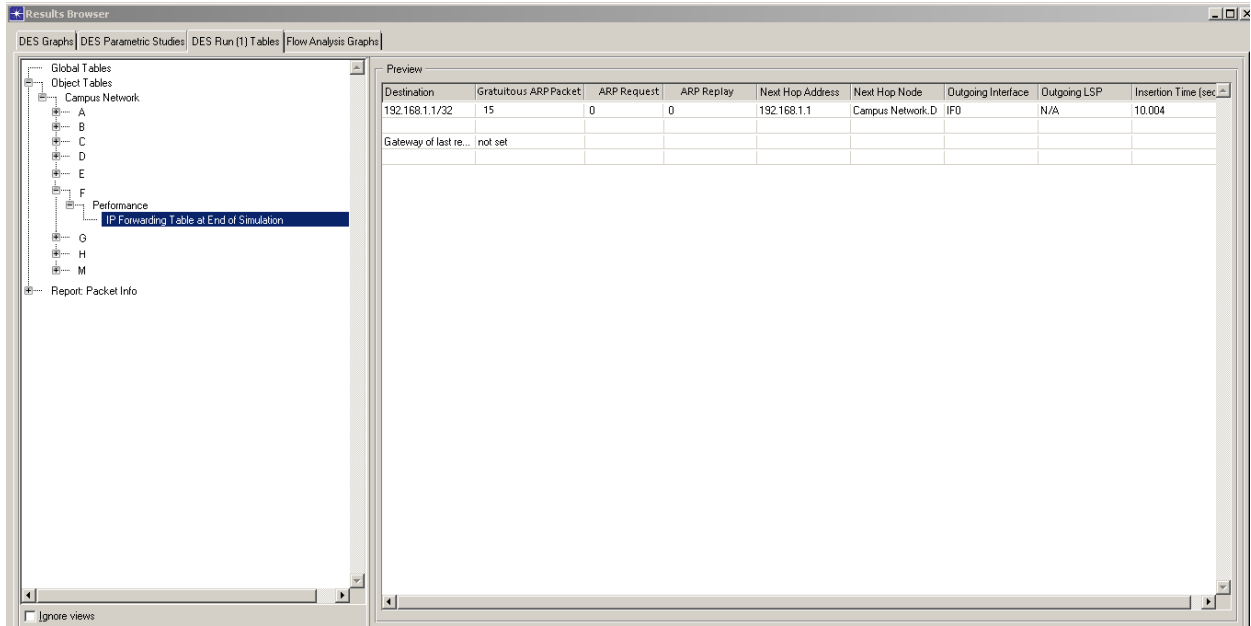 Results Browser
DES Graphs DES Parametric Studies DES Run (1) Tables Flow Analysis Graphs
Global Tables
Object Tables
Campus Network
A
B
C
D
E
F
Performance
IP Forwarding Table at End of Simulation
G
H
M
Report: Packet Info
Ignore views
Preview
Destination Gratuitous ARP Packet ARP Request ARP Replay Next Hop Address Next Hop Node Outgoing Interface Outgoing LSP Insertion Time (sec
192.168.1.1/32 15 0 0 192.168.1.1 Campus Network.D IF0 N/A 10.004
Gateway of last re... not set